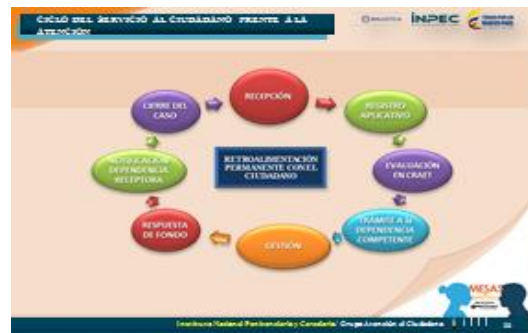 CICLO DEL SERVICIO AL CIUDADANO FRENTE A LA
ATENCIÓN
INPEC
RECEPCIÓN
REGISTRO
APLICATIVO
EVALUACIÓN
EN CRAET
TRÁMITE A la
DEPENDENCIA
COMPETENTE
GESTIÓN
RESPUESTA
DE FONDO
DEPENDENCIA
RECEPTORA
CIERRE DEL
CASO
RETROALIMENTACIÓN
PERMANENTE CON EL
CIUDADANO
MESAS
Instituto Nacional Penitenciario y Carcelario/ Grupo Atención al Ciudadano